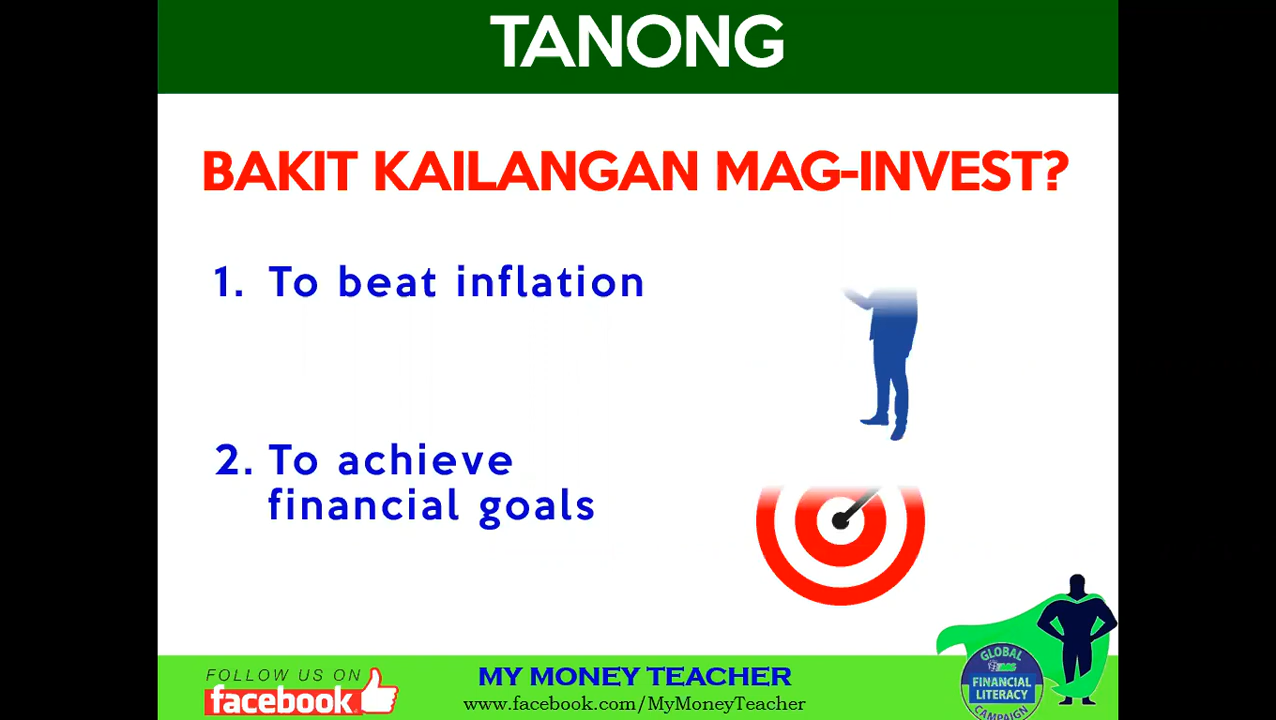 TANONG
BAKIT KAILANGAN MAG-INVEST?
1. To beat inflation
2. To achieve
financial goals
FOLLOW US ON
facebook
MY MONEY TEACHER
www.facebook.com/MyMoneyTeacher
GLOBAL
FINANCIAL
LITERACY
CAMPAIGN